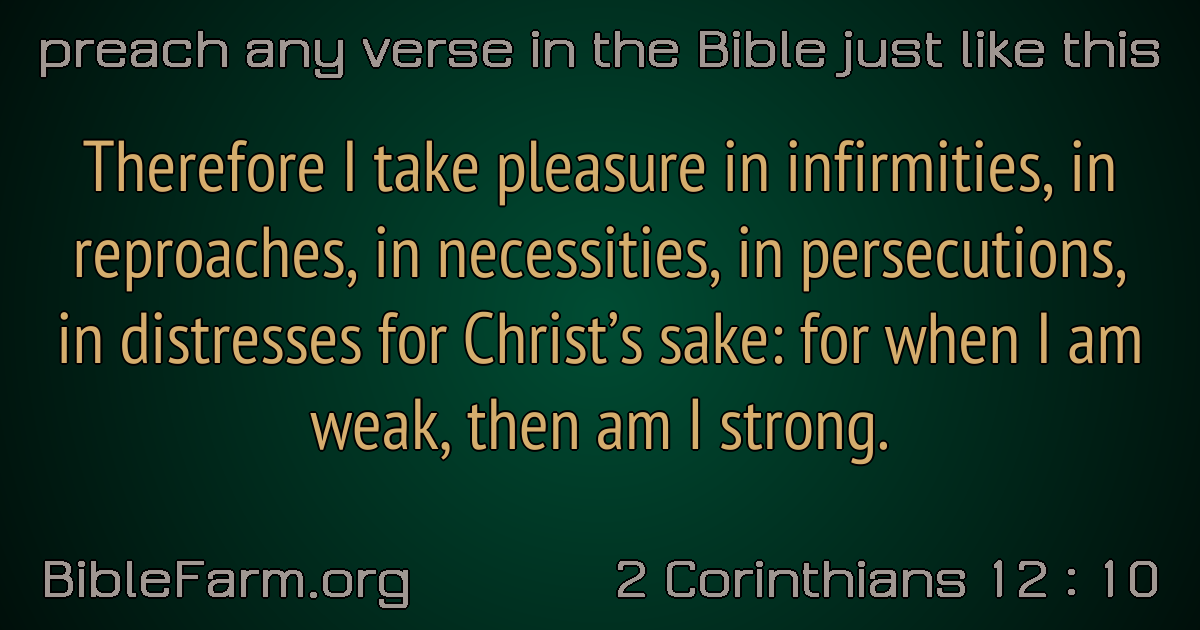 preach any verse in the Bible just like this
Therefore I take pleasure in infirmities, in
reproaches, in necessities, in persecutions,
in distresses for Christ’s sake: for when I am
weak, then am I strong.
BibleFarm.org
2 Corinthians 12 : 10